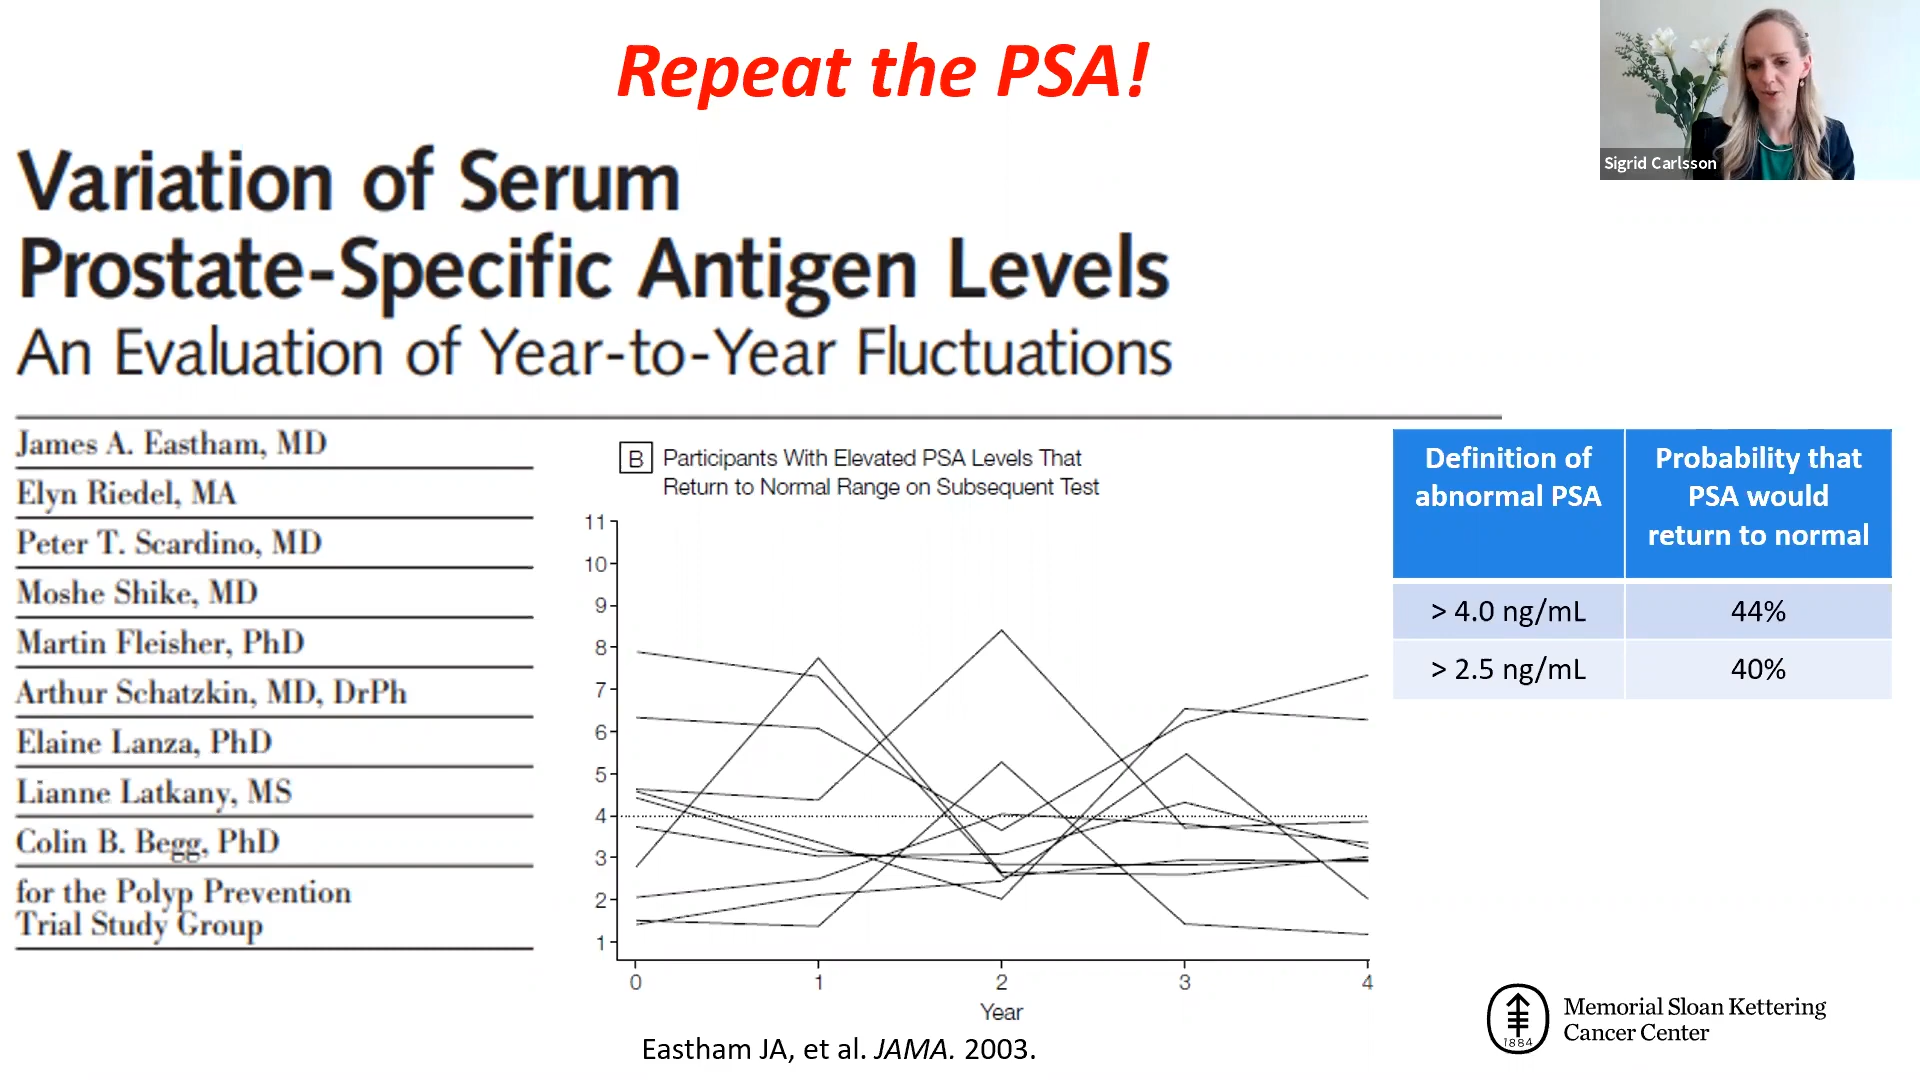 Repeat the PSA!
Sigrid Carlsson
Variation of Serum
Prostate-Specific Antigen Levels
An Evaluation of Year-to-Year Fluctuations
James A. Eastham, MD
Elyn Riedel, MA
Peter T. Scardino, MD
Moshe Shike, MD
Martin Fleisher, PhD
Arthur Schatzkin, MD, DrPh
Elaine Lanza, PhD
Lianne Latkany, MS
Colin B. Begg, PhD
for the Polyp Prevention
Trial Study Group
B Participants With Elevated PSA Levels That
Return to Normal Range on Subsequent Test
11
10
9
8
7
6
5
4
3
2
1
0 1 2 3 4
Year
Eastham JA, et al. JAMA. 2003.
Definition of
abnormal PSA
Probability that
PSA would
return to normal
> 4.0 ng/mL 44%
> 2.5 ng/mL 40%
1884
Memorial Sloan Kettering
Cancer Center